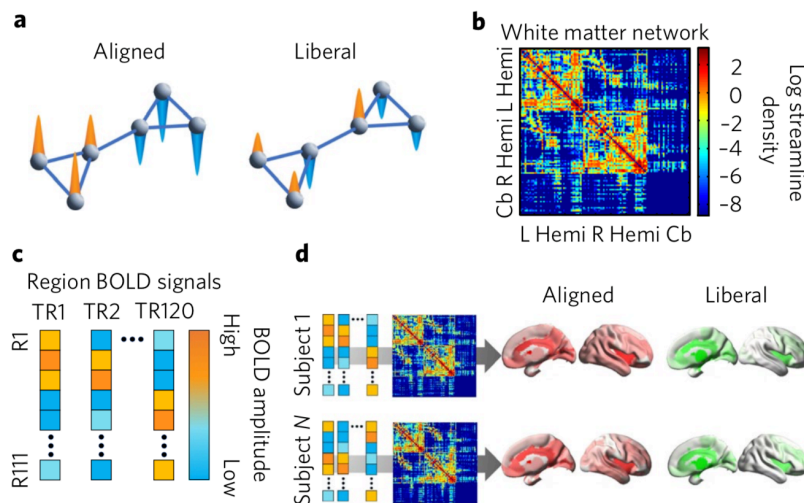 a
Aligned
Liberal
b
White matter network
Cb R Hemi L Hemi
L Hemi R Hemi Cb
2
0
−2
−4
−6
−8
Log streamline
density
c
Region BOLD signals
TR1 TR2 TR120
R1
R111
High
Low
BOLD amplitude
d
Aligned
Liberal
Subject 1
Subject N